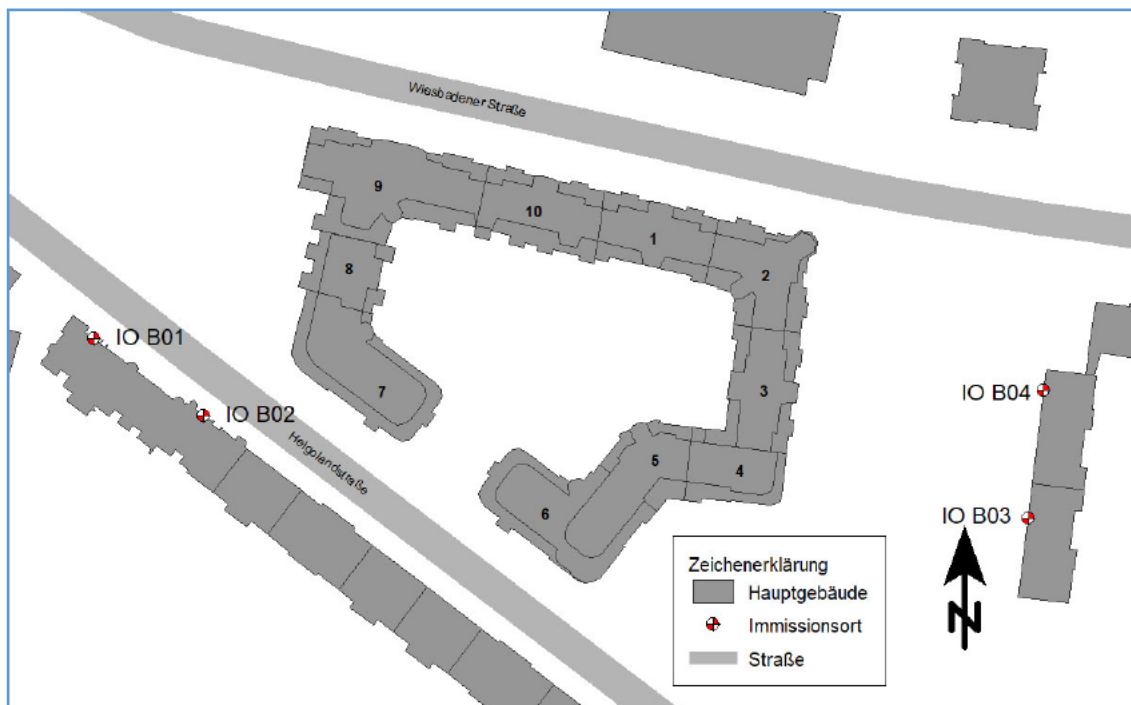 Wiesbadener Straße
9
10
1
2
8
IO B01
7
3
IO B04
IO B02
Helgolandstraße
5
4
6
IO B03
N
Zeichenerklärung
Hauptgebäude
Immissionsort
Straße